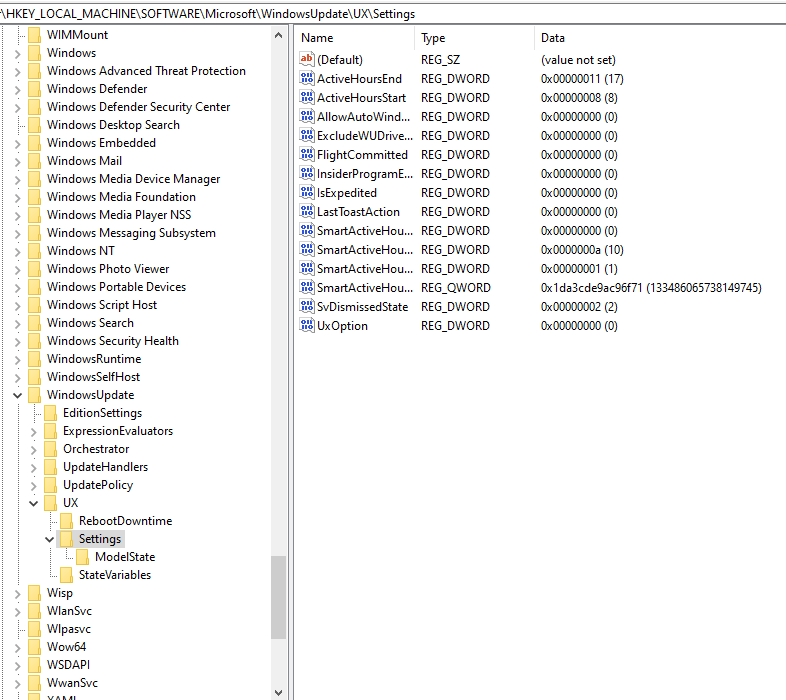 \HKEY_LOCAL_MACHINE\SOFTWARE\Microsoft\WindowsUpdate\UX\Settings
WIMMount
Windows
Windows Advanced Threat Protection
Windows Defender
Windows Defender Security Center
Windows Desktop Search
Windows Embedded
Windows Mail
Windows Media Device Manager
Windows Media Foundation
Windows Media Player NSS
Windows Messaging Subsystem
Windows NT
Windows Photo Viewer
Windows Portable Devices
Windows Script Host
Windows Search
Windows Security Health
WindowsRuntime
WindowsSelfHost
WindowsUpdate
EditionSettings
ExpressionEvaluators
Orchestrator
UpdateHandlers
UpdatePolicy
UX
RebootDowntime
Settings
ModelState
StateVariables
Wisp
WlanSvc
Wlpasvc
Wow64
WSDAPI
WwanSvc
XAML
Name Type Data
ab (Default) REG_SZ (value not set)
ActiveHoursEnd REG_DWORD 0x00000011 (17)
ActiveHoursStart REG_DWORD 0x00000008 (8)
AllowAutoWind... REG_DWORD 0x00000000 (0)
ExcludeWUDrive... REG_DWORD 0x00000000 (0)
FlightCommitted REG_DWORD 0x00000000 (0)
InsiderProgramE... REG_DWORD 0x00000000 (0)
IsExpedited REG_DWORD 0x00000000 (0)
LastToastAction REG_DWORD 0x00000000 (0)
SmartActiveHou... REG_DWORD 0x00000000 (0)
SmartActiveHou... REG_DWORD 0x0000000a (10)
SmartActiveHou... REG_DWORD 0x00000001 (1)
SmartActiveHou... REG_QWORD 0x1da3cde9ac96f71 (133486065738149745)
SvDismissedState REG_DWORD 0x00000002 (2)
UxOption REG_DWORD 0x00000000 (0)